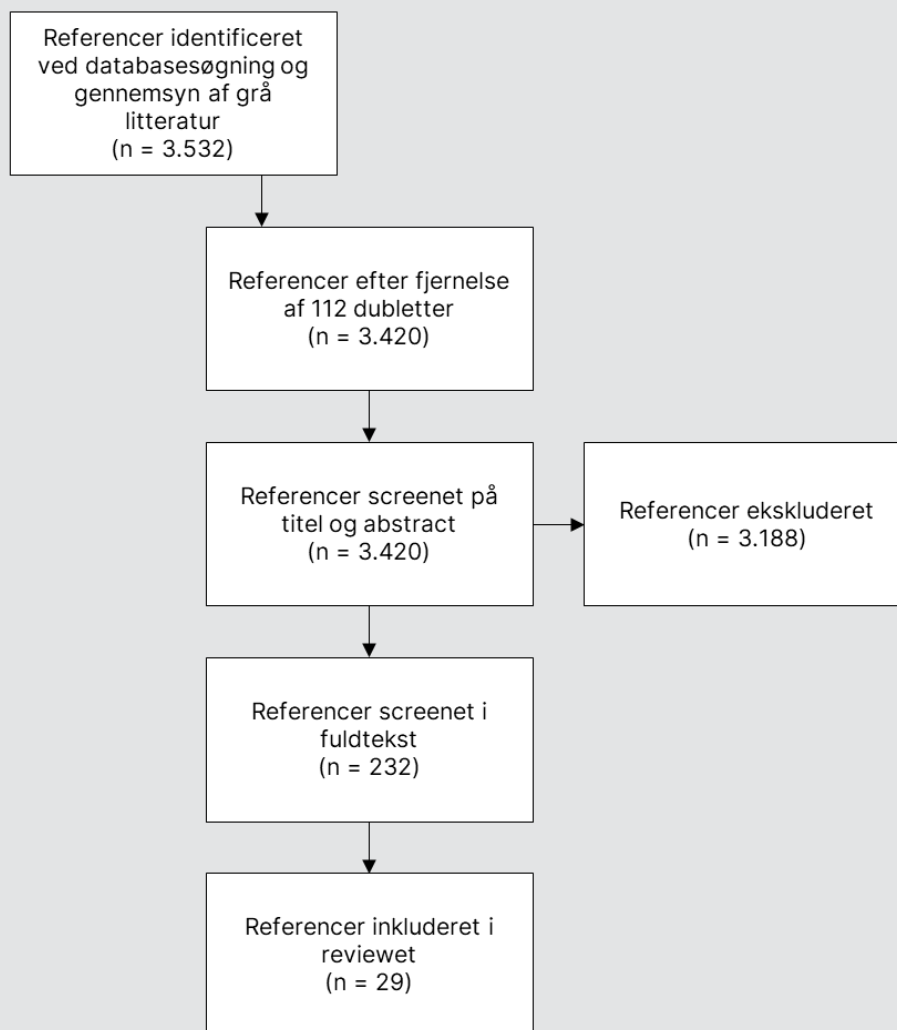 Referencer identificeret
ved databasesøgning og
gennemsyn af grå
litteratur
(n = 3.532)
Referencer efter fjernelse
af 112 dubletter
(n = 3.420)
Referencer screenet på
titel og abstract
(n = 3.420)
Referencer ekskluderet
(n = 3.188)
Referencer screenet i
fuldtekst
(n = 232)
Referencer inkluderet i
reviewet
(n = 29)